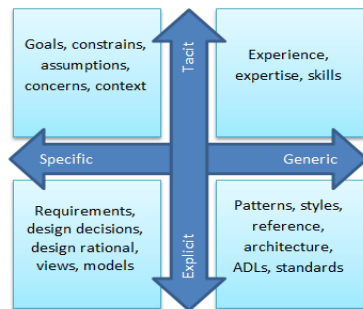 Goals, constrains,
assumptions,
concerns, context
Tacit
Experience,
expertise, skills
Specific
Generic
Requirements,
design decisions,
design rational,
views, models
Explicit
Patterns, styles,
reference,
architecture,
ADLs, standards